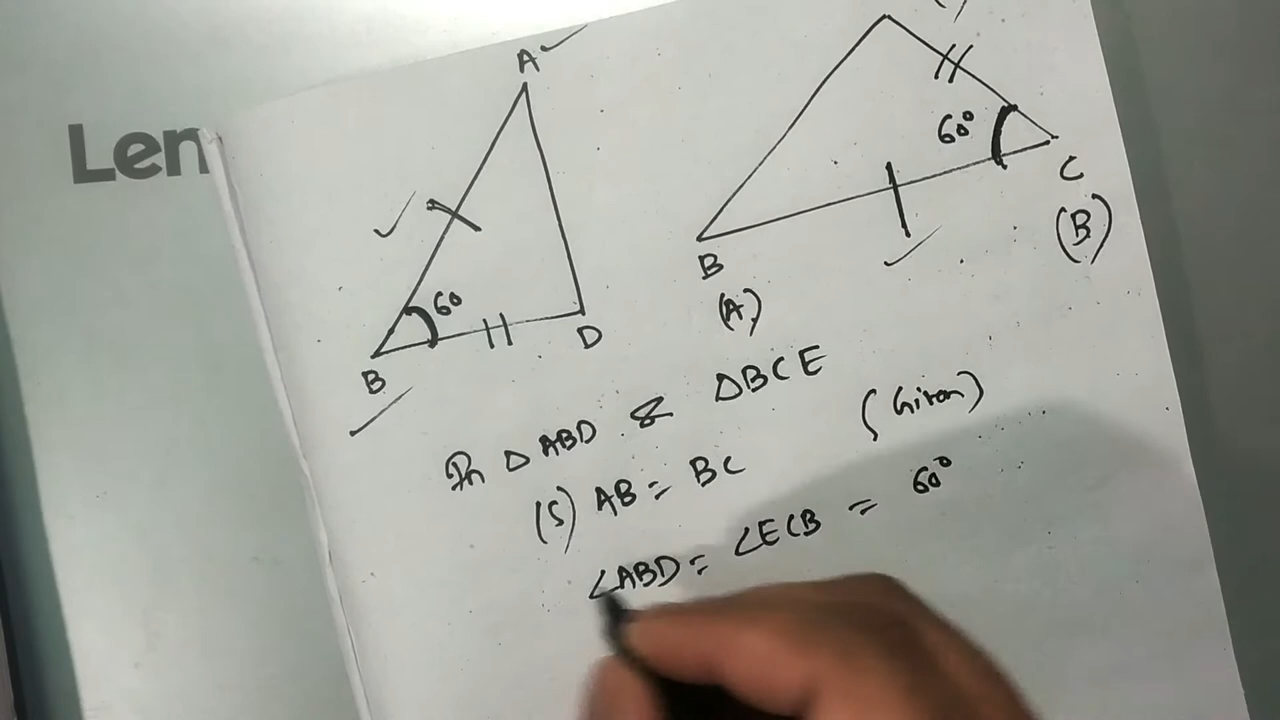 Len
A
60°
C
(B)
B
(A)
60
D
B
In △ABD & △BCE
(S) AB = BC (Given)
∠ABD = ∠ECB = 60°